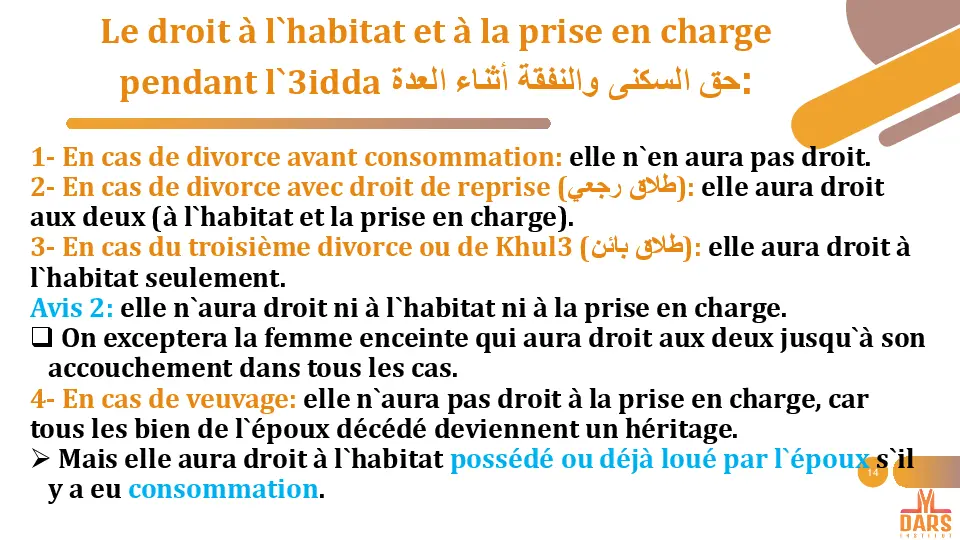 Le droit à l`habitat et à la prise en charge
pendant l`3idda حق السكنى والنفقة أثناء العدة:
1- En cas de divorce avant consommation: elle n`en aura pas droit.
2- En cas de divorce avec droit de reprise (طلاق رجعي): elle aura droit
aux deux (à l`habitat et la prise en charge).
3- En cas du troisième divorce ou de Khul3 (طلاق بائن): elle aura droit à
l`habitat seulement.
Avis 2: elle n`aura droit ni à l`habitat ni à la prise en charge.
❑ On exceptera la femme enceinte qui aura droit aux deux jusqu`à son
accouchement dans tous les cas.
4- En cas de veuvage: elle n`aura pas droit à la prise en charge, car
tous les bien de l`époux décédé deviennent un héritage.
➢ Mais elle aura droit à l`habitat possédé ou déjà loué par l`époux s`il
y a eu consommation.
14
DARS
INSTITUT